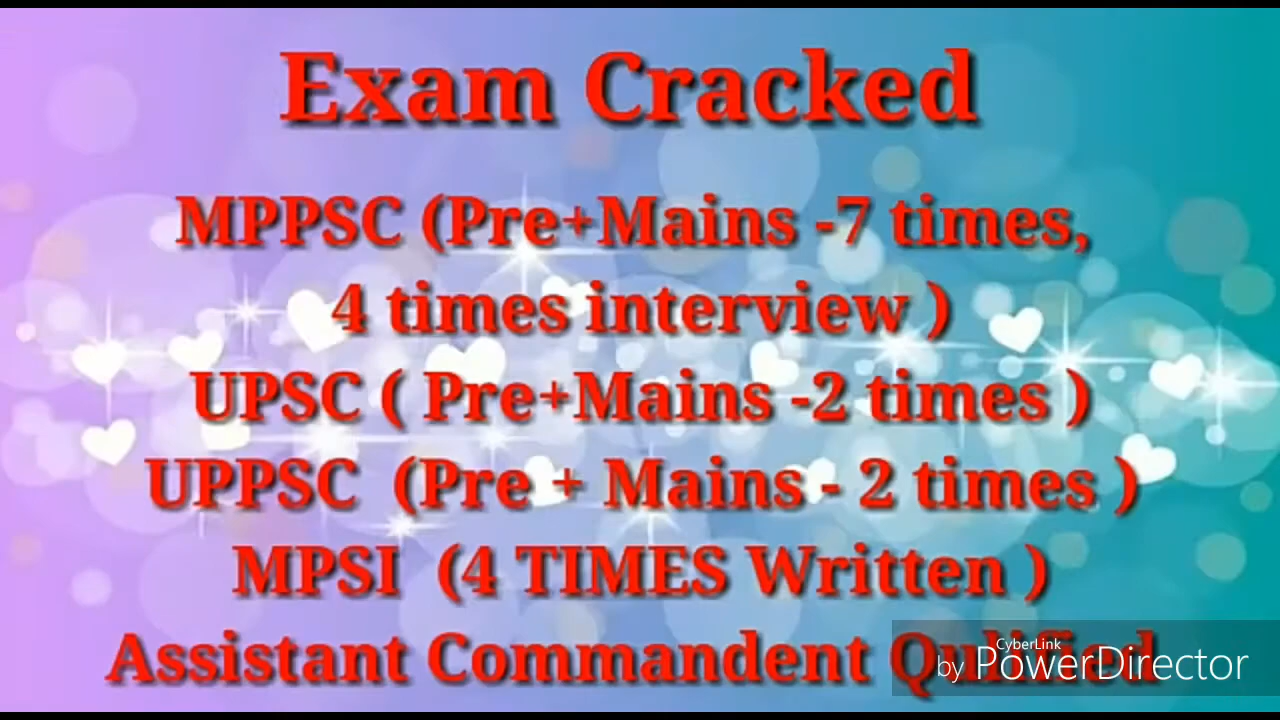 Exam Cracked
MPPSC (Pre+Mains -7 times,
4 times interview )
UPSC ( Pre+Mains -2 times )
UPPSC (Pre + Mains - 2 times )
MPSI (4 TIMES Written )
Assistant Commandent
CyberLink
by PowerDirector